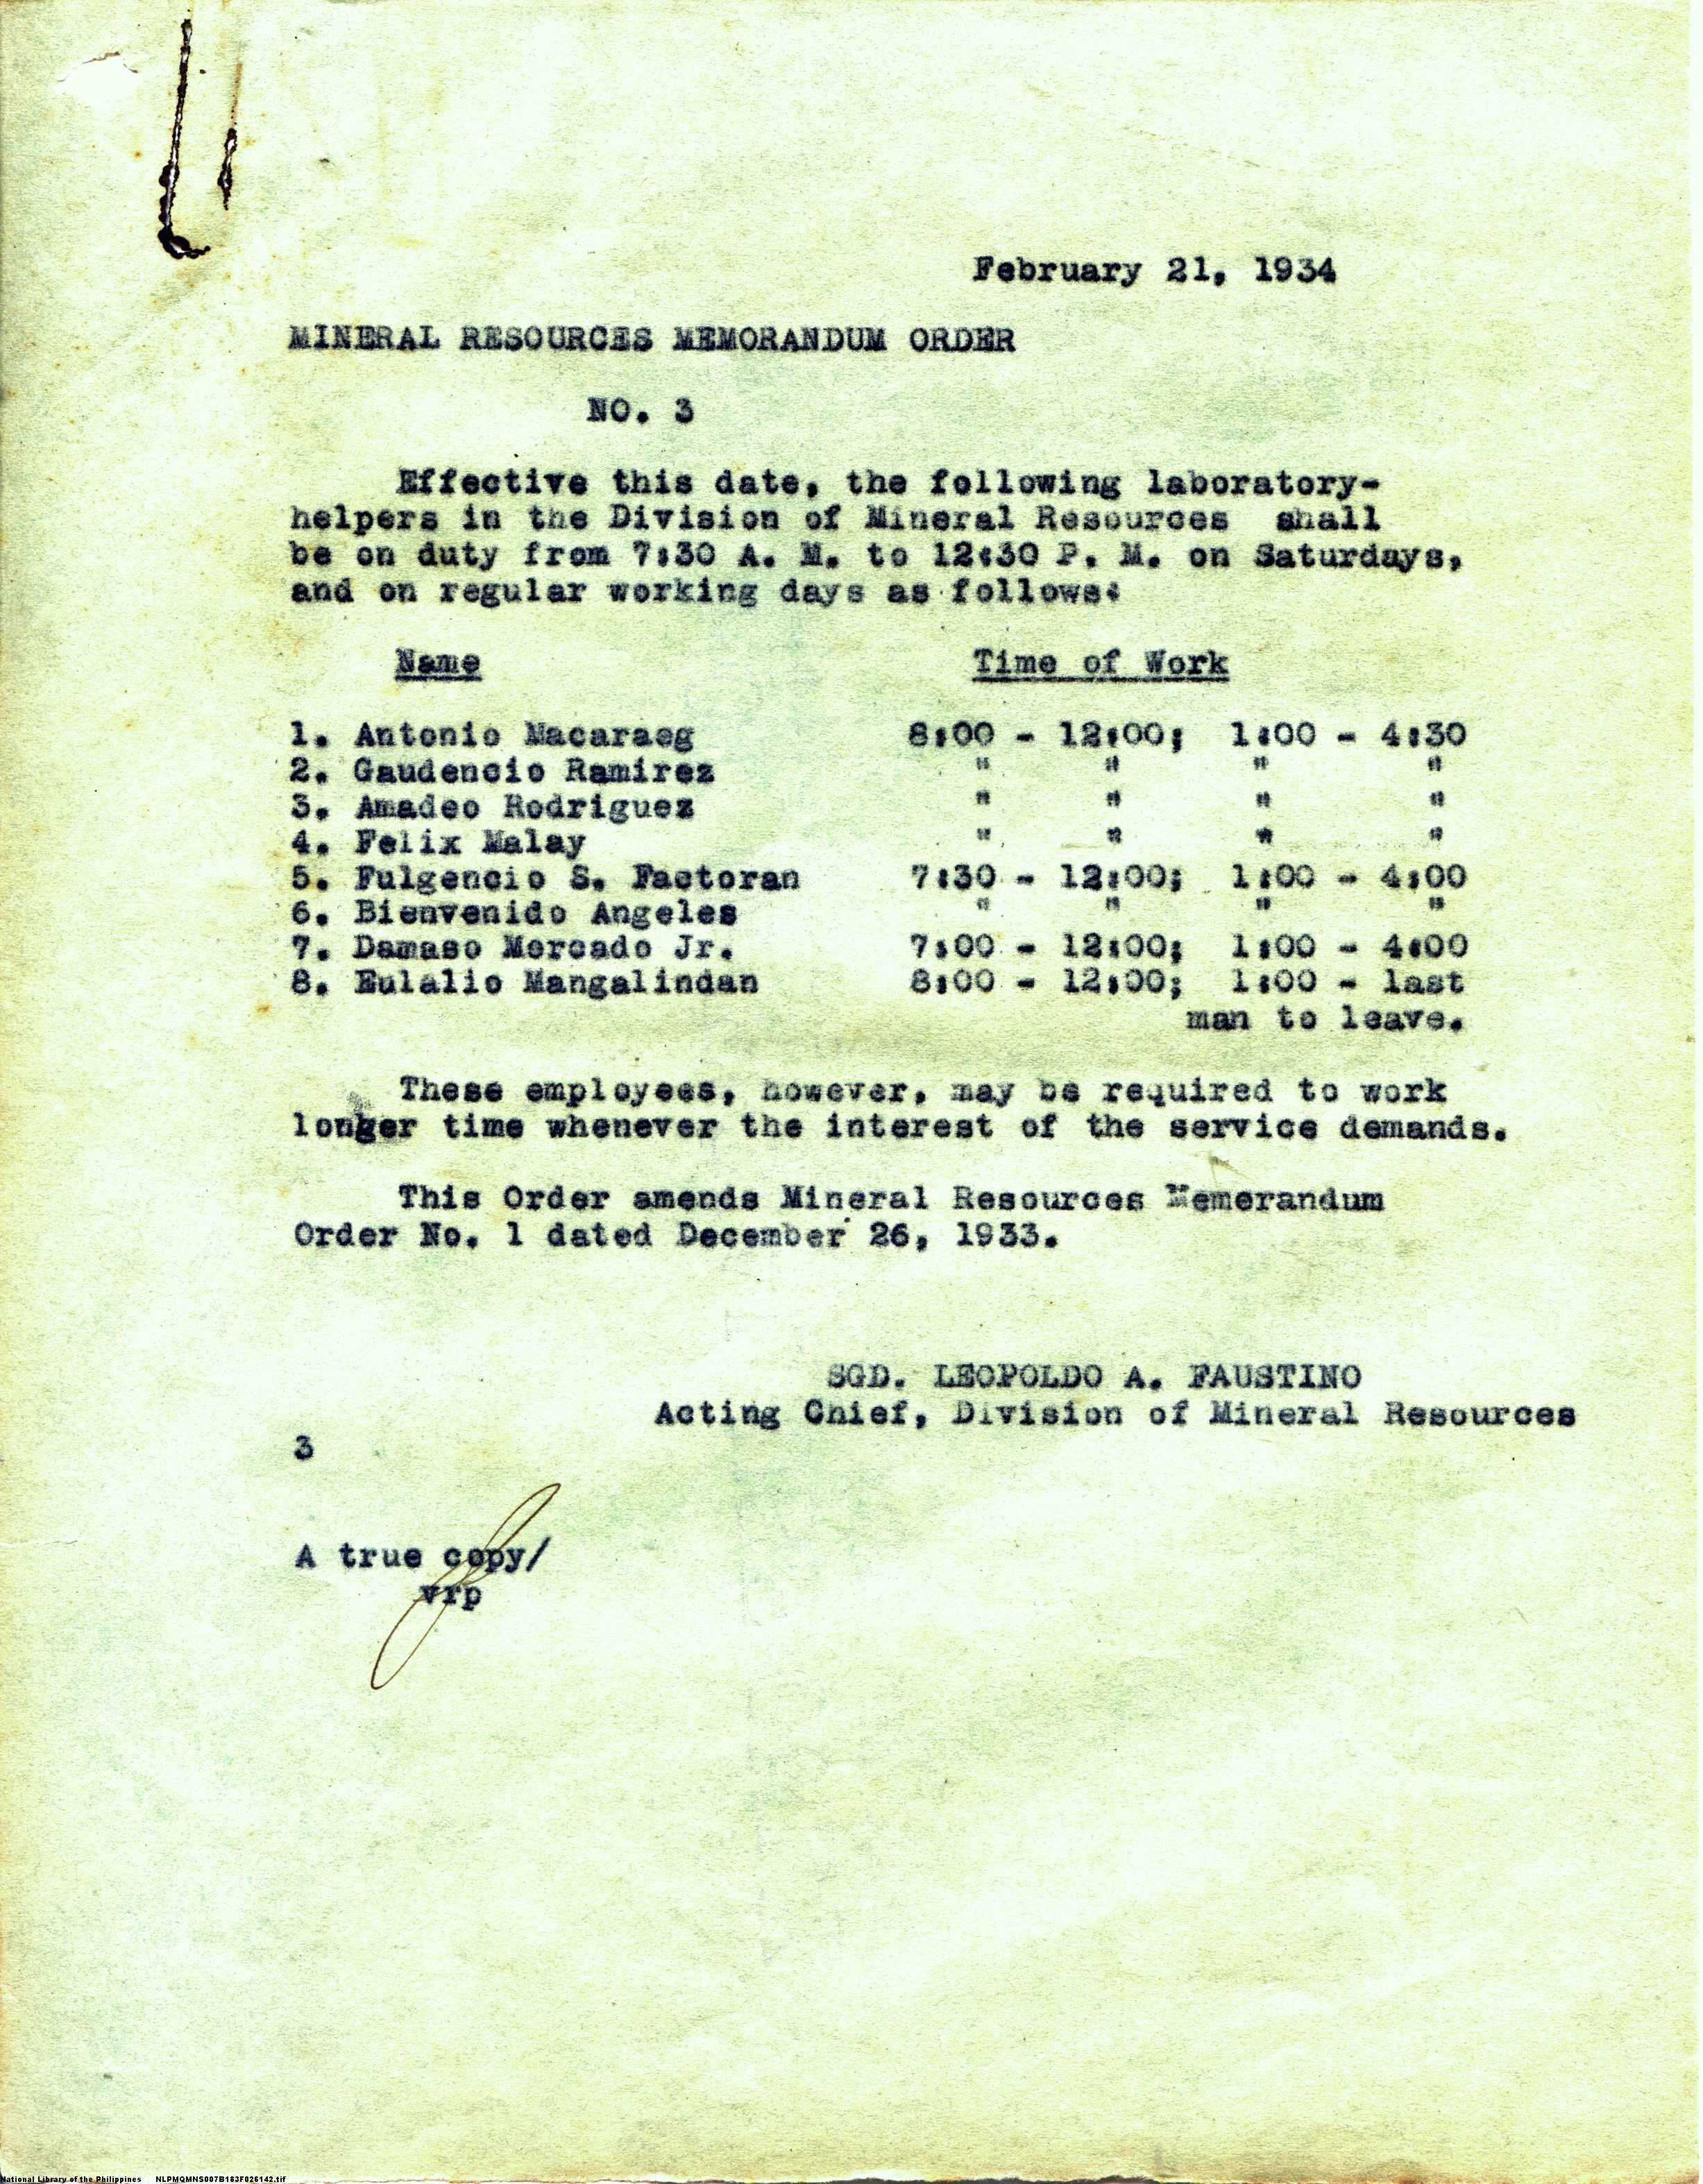 February 21, 1934
MINERAL RESOURCES MEMORANDUM ORDER
NO. 3
Effective this date, the following laboratory-
helpers in the Division of Mineral Resources shall
be on duty from 7:30 A. M. to 12:30 P. M. on Saturdays,
and on regular working days as follows:
Name Time of Work
1. Antonio Macaraeg 8:00 - 12:00; 1:00 - 4:30
2. Gaudencio Ramirez " " " "
3. Amadeo Rodriguez " " " "
4. Felix Malay " " " "
5. Fulgencio S. Factoran 7:30 - 12:00; 1:00 - 4:00
6. Bienvenido Angeles " " " "
7. Damaso Mercado Jr. 7:00 - 12:00; 1:00 - 4:00
8. Eulalio Mangalindan 8:00 - 12:00; 1:00 - last
man to leave.
These employees, however, may be required to work
longer time whenever the interest of the service demands.
This Order amends Mineral Resources Memorandum
Order No. 1 dated December 26, 1933.
SGD. LEOPOLDO A. FAUSTINO
Acting Chief, Division of Mineral Resources
3
A true copy/
vrp
National Library of the Philippines NLPMQMNS007B183F026142.tif